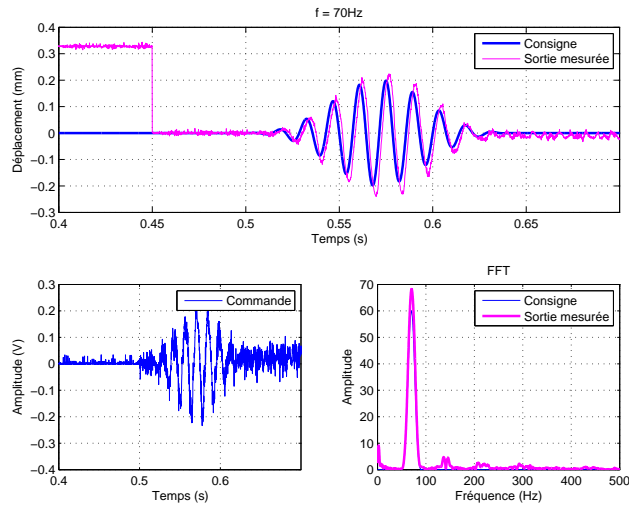 f = 70Hz
0.4
0.3
0.2
0.1
0
-0.1
-0.2
-0.3
Déplacement (mm)
Consigne
Sortie mesurée
0.4 0.45 0.5 0.55 0.6 0.65
Temps (s)
0.3
0.2
0.1
0
-0.1
-0.2
-0.3
-0.4
Amplitude (V)
Commande
0.4 0.5 0.6
Temps (s)
FFT
70
60
50
40
30
20
10
0
Amplitude
Consigne
Sortie mesurée
0 100 200 300 400 500
Fréquence (Hz)